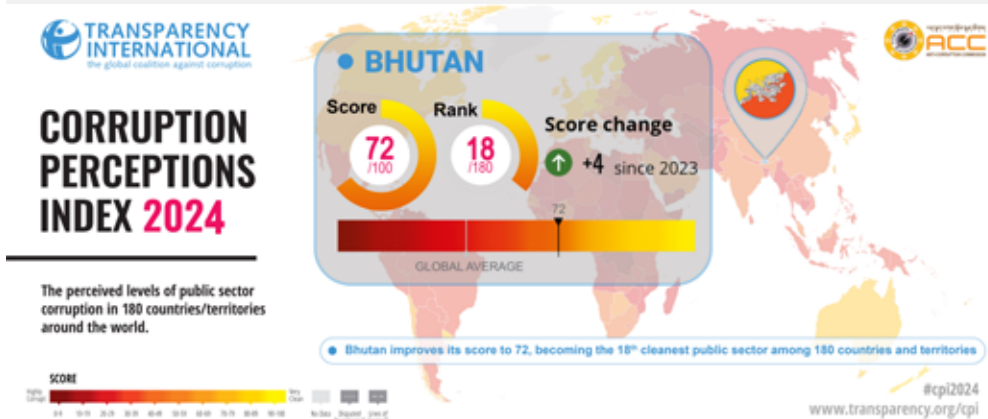 TRANSPARENCY
INTERNATIONAL
the global coalition against corruption
ACC
CORRUPTION
PERCEPTIONS
INDEX 2024
The perceived levels of public sector
corruption in 180 countries/territories
around the world.
BHUTAN
Score
72
/100
Rank
18
/180
Score change
+4 since 2023
72
GLOBAL AVERAGE
Bhutan improves its score to 72, becoming the 18th cleanest public sector among 180 countries and territories
SCORE
#cpi2024
www.transparency.org/cpi